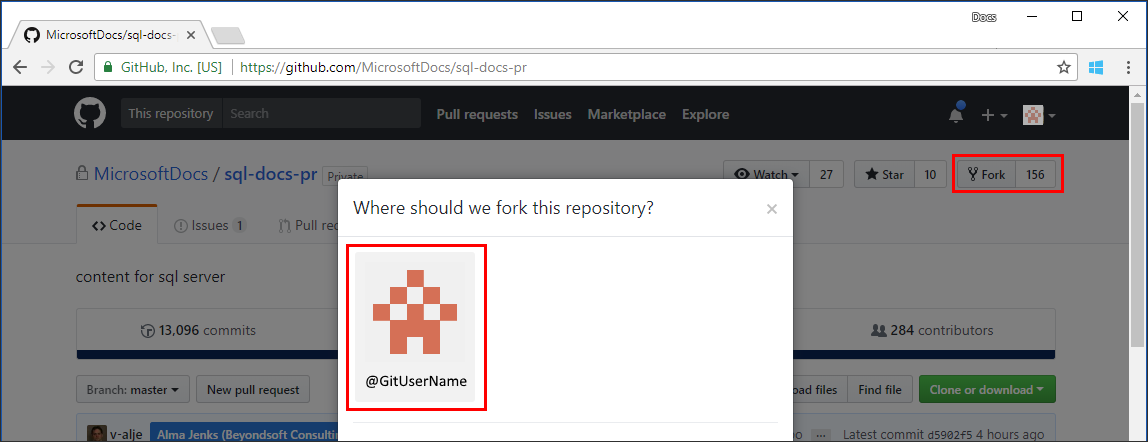 Docs
MicrosoftDocs/sql-docs-p
GitHub, Inc. [US] https://github.com/MicrosoftDocs/sql-docs-pr
This repository Search Pull requests Issues Marketplace Explore
MicrosoftDocs / sql-docs-pr Private Watch 27 Star 10 Fork 156
Where should we fork this repository?
Code Issues 1 Pull re
content for sql server
13,096 commits 284 contributors
@GitUserName
Branch: master New pull request oad files Find file Clone or download
v-alje Alma Jenks (Beyondsoft Consultin o ... Latest commit d5902f5 4 hours ago